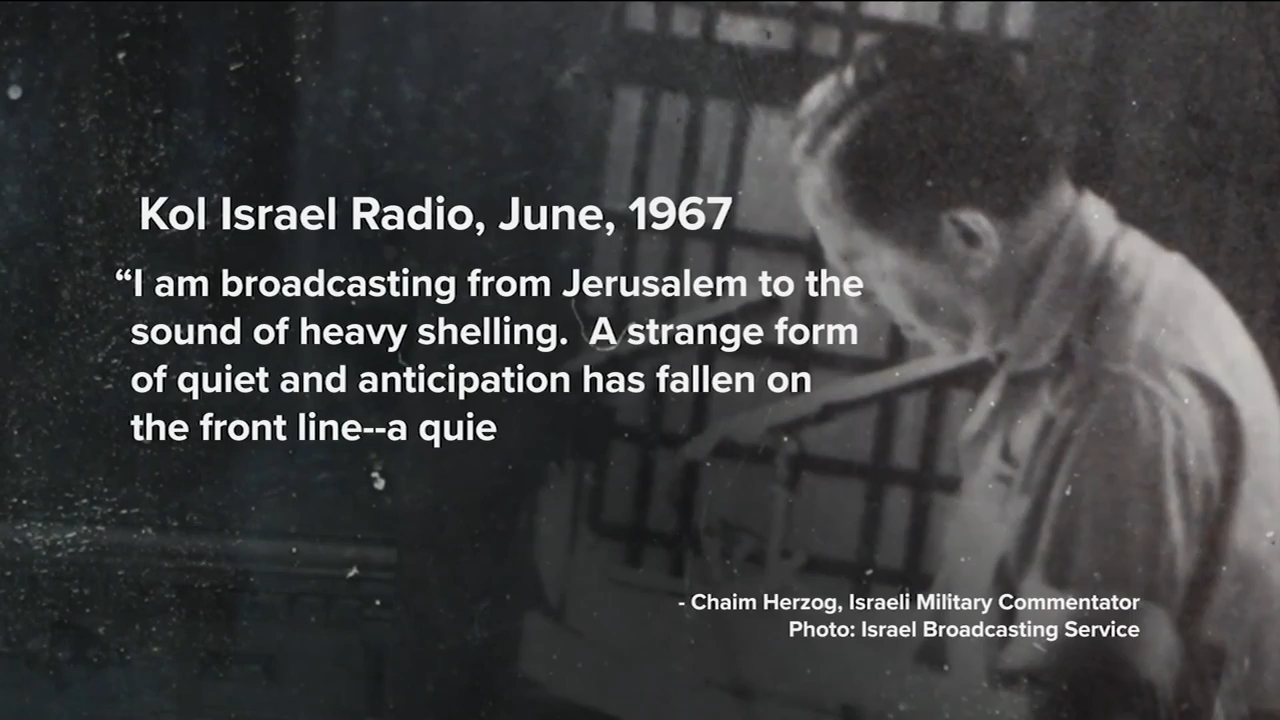 Kol Israel Radio, June, 1967
“I am broadcasting from Jerusalem to the
sound of heavy shelling.  A strange form
of quiet and anticipation has fallen on
the front line--a quie
- Chaim Herzog, Israeli Military Commentator
Photo: Israel Broadcasting Service